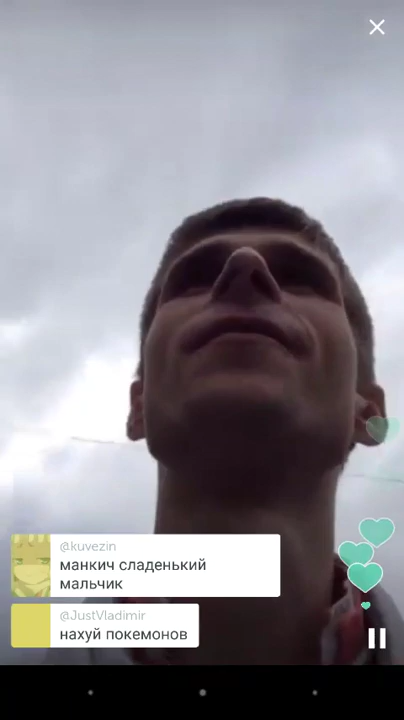 @kuvezin
манкич сладенький
мальчик
@JustVladimir
нахуй покемонов